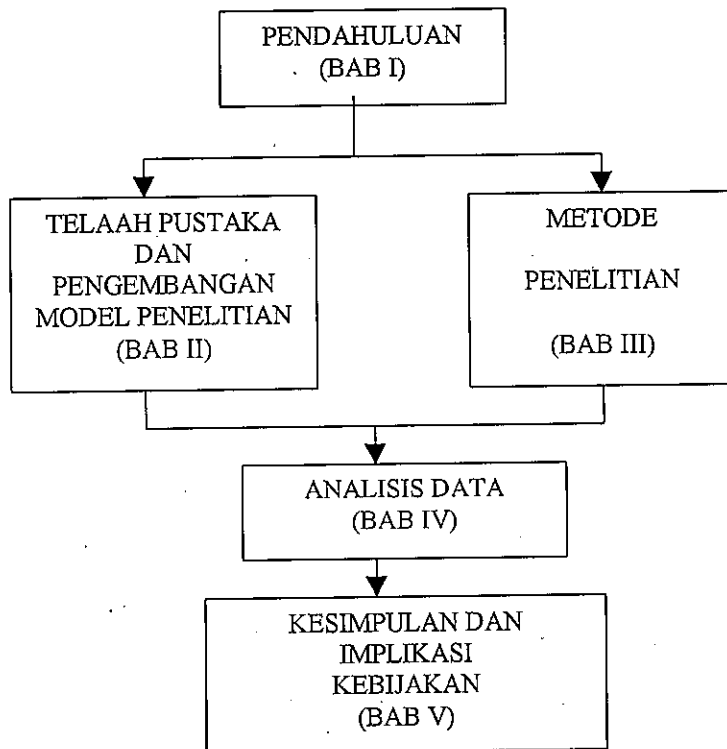 PENDAHULUAN
(BAB I)
TELAAH PUSTAKA
DAN
PENGEMBANGAN
MODEL PENELITIAN
(BAB II)
METODE
PENELITIAN
(BAB III)
ANALISIS DATA
(BAB IV)
KESIMPULAN DAN
IMPLIKASI
KEBIJAKAN
(BAB V)